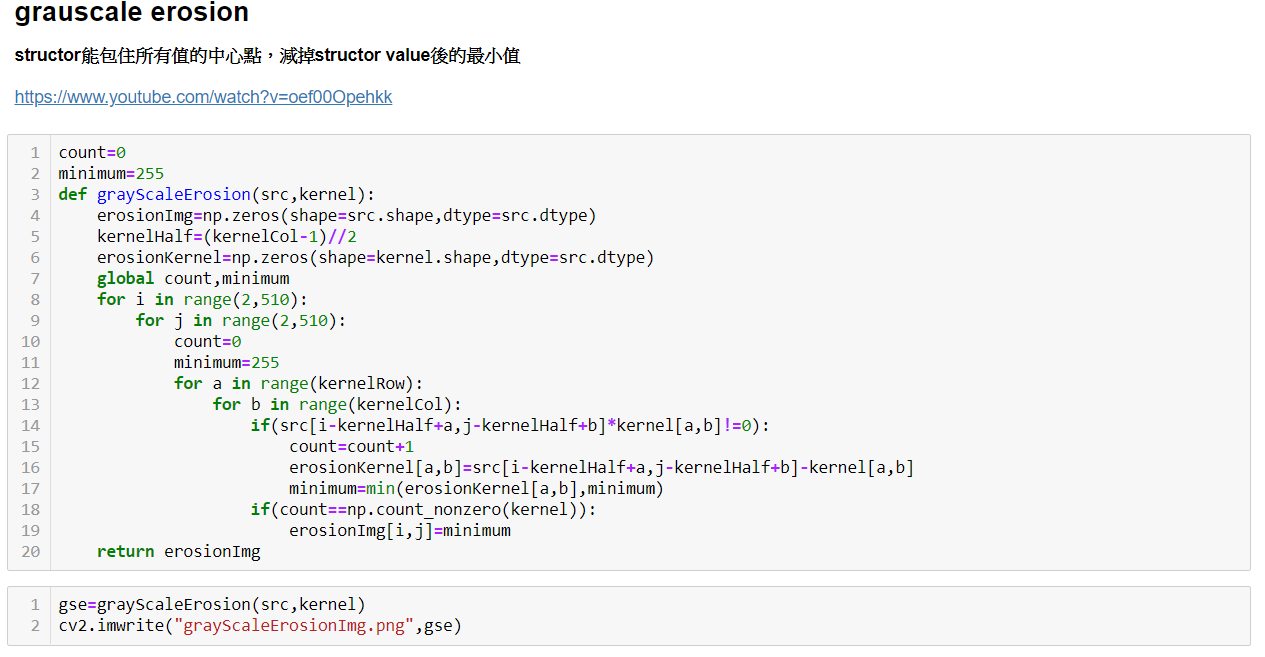 grauscale erosion
structor能包住所有值的中心點，減掉structor value後的最小值
https://www.youtube.com/watch?v=oef00Opehkk
1 count=0
2 minimum=255
3 def grayScaleErosion(src,kernel):
4     erosionImg=np.zeros(shape=src.shape,dtype=src.dtype)
5     kernelHalf=(kernelCol-1)//2
6     erosionKernel=np.zeros(shape=kernel.shape,dtype=src.dtype)
7     global count,minimum
8     for i in range(2,510):
9         for j in range(2,510):
10             count=0
11             minimum=255
12             for a in range(kernelRow):
13                 for b in range(kernelCol):
14                     if(src[i-kernelHalf+a,j-kernelHalf+b]*kernel[a,b]!=0):
15                         count=count+1
16                         erosionKernel[a,b]=src[i-kernelHalf+a,j-kernelHalf+b]-kernel[a,b]
17                         minimum=min(erosionKernel[a,b],minimum)
18                     if(count==np.count_nonzero(kernel)):
19                         erosionImg[i,j]=minimum
20     return erosionImg
1 gse=grayScaleErosion(src,kernel)
2 cv2.imwrite("grayScaleErosionImg.png",gse)